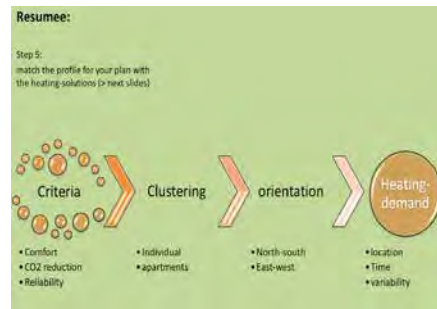 Resumee:
Step 5:
match the profile for your plan with
the heating-solutions (> next slides)
Criteria
Clustering
orientation
Heating-
demand
• Comfort
• CO2 reduction
• Reliability
• Individual
• apartments
• North-south
• East-west
• location
• Time
• variability